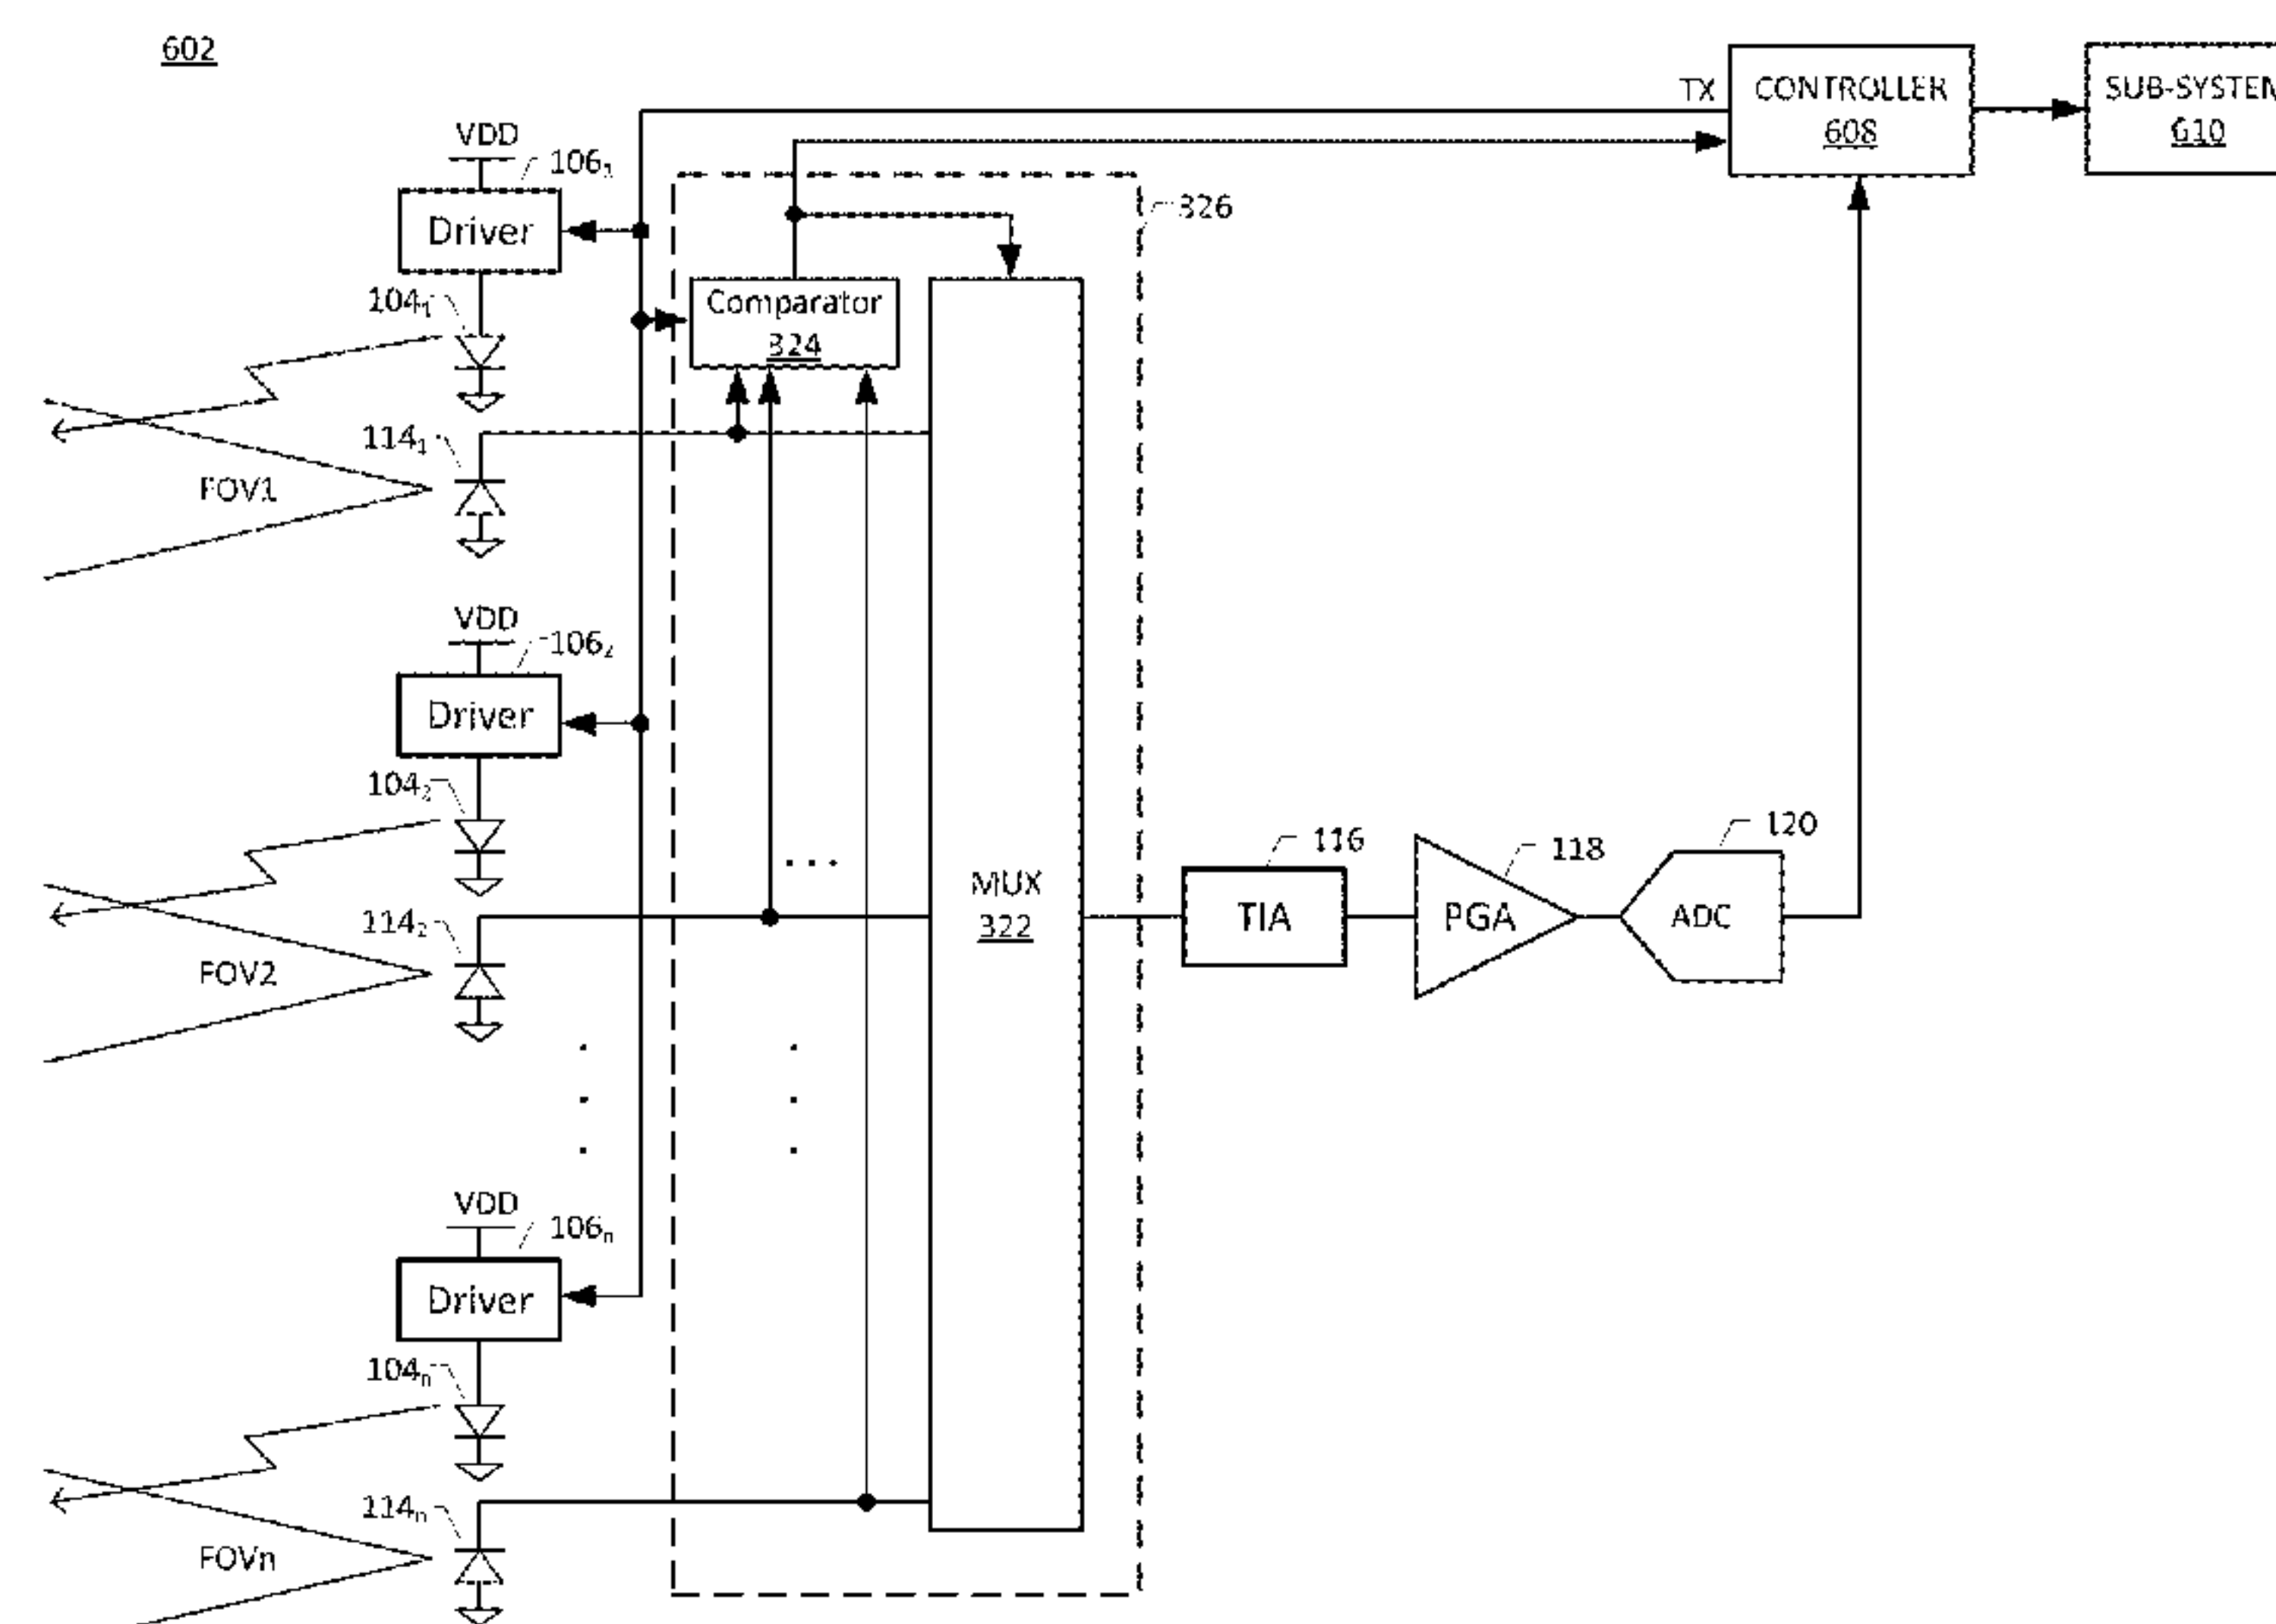 602
TX
CONTROLLER
608
SUB-SYSTEM
610
VDD
106₁
Driver
104₁
114₁
FOV1
326
Comparator
324
VDD
106₂
Driver
104₂
114₂
FOV2
...
MUX
322
116
TIA
118
PGA
120
ADC
VDD
106ₙ
Driver
104ₙ
114ₙ
FOVn